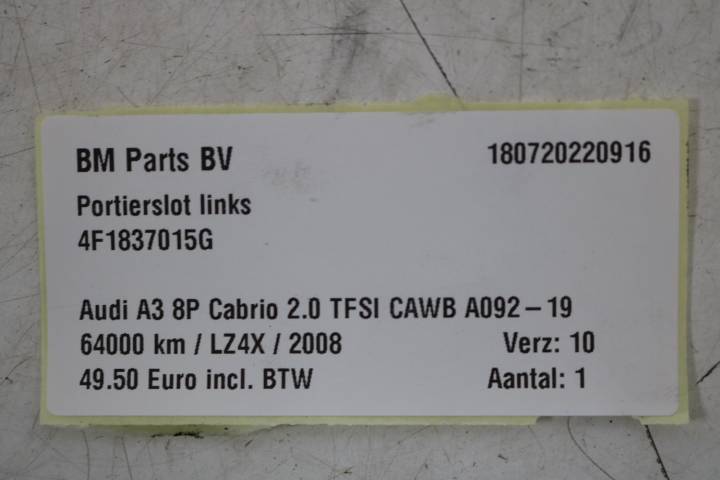 BM Parts BV 180720220916
Portierslot links
4F1837015G
Audi A3 8P Cabrio 2.0 TFSI CAWB A092 – 19
64000 km / LZ4X / 2008 Verz: 10
49.50 Euro incl. BTW Aantal: 1